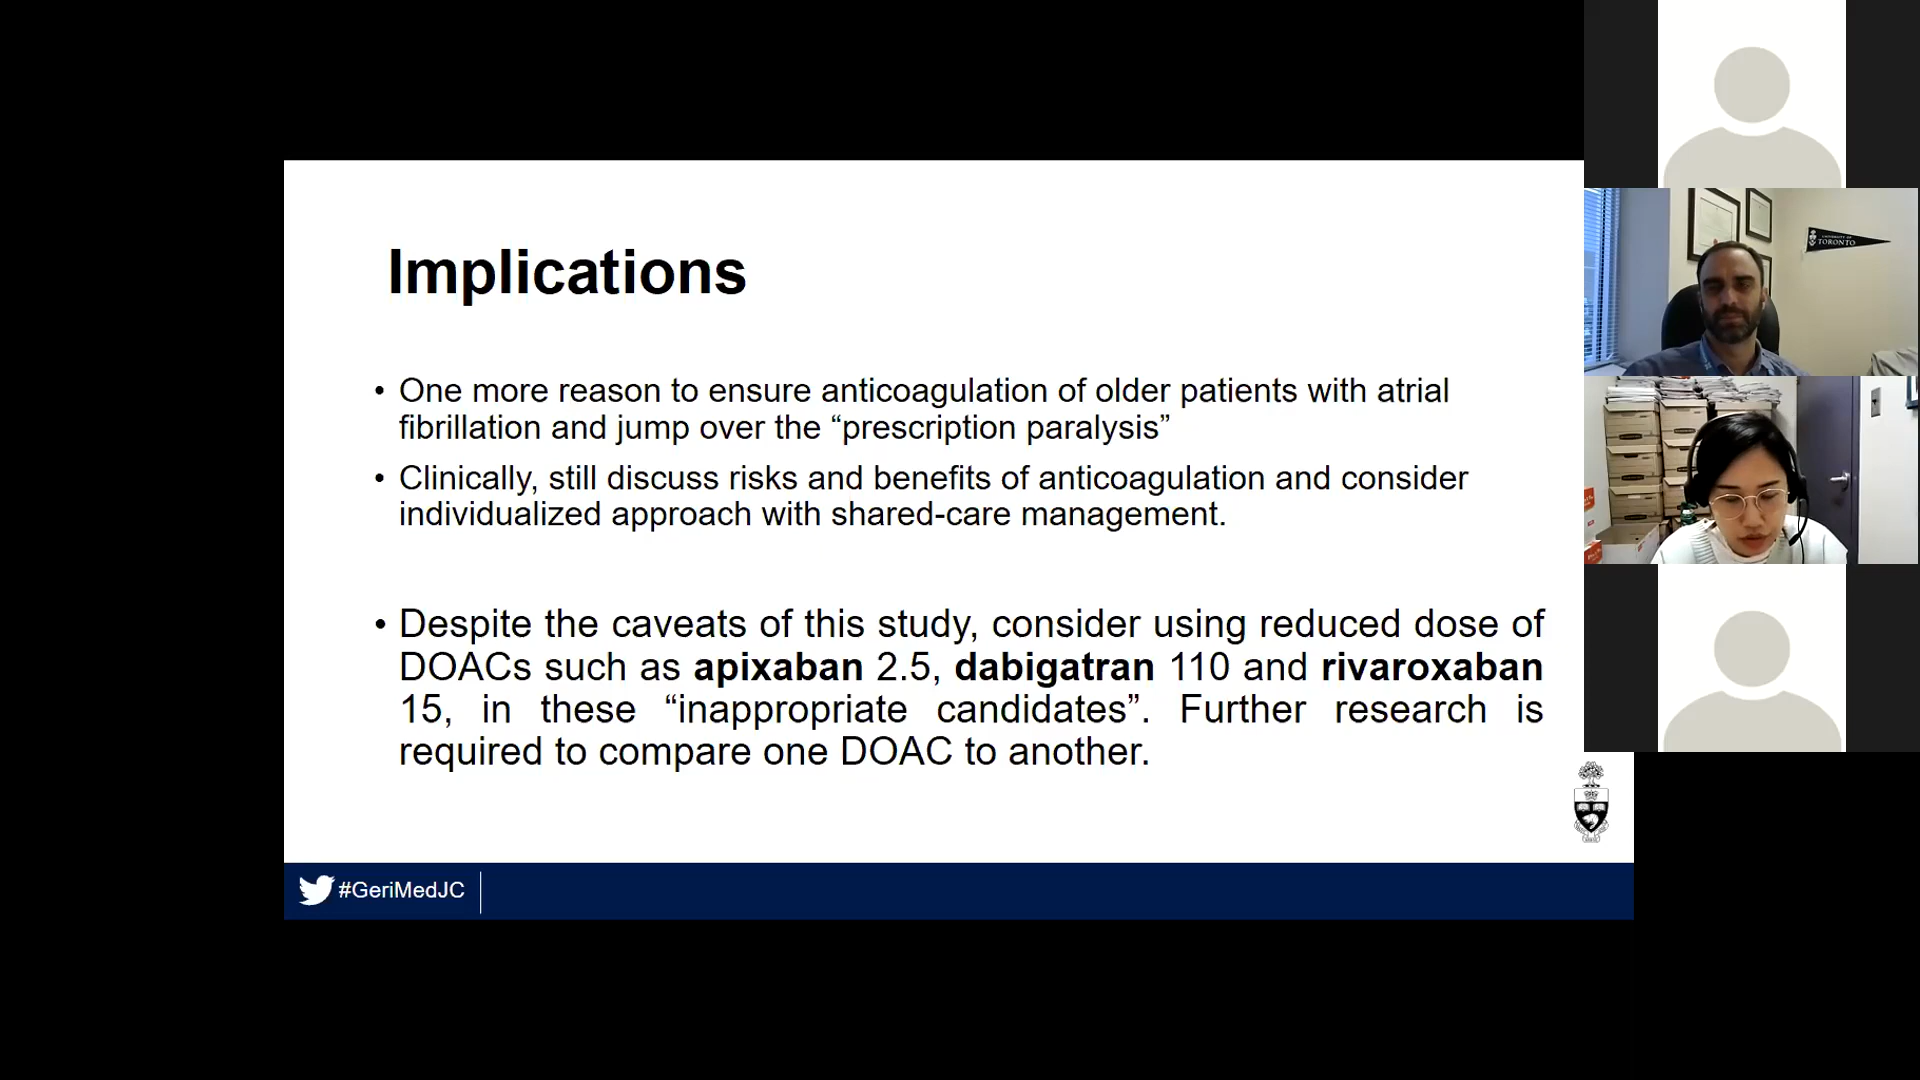 Implications
• One more reason to ensure anticoagulation of older patients with atrial
fibrillation and jump over the “prescription paralysis”
• Clinically, still discuss risks and benefits of anticoagulation and consider
individualized approach with shared-care management.
• Despite the caveats of this study, consider using reduced dose of
DOACs such as apixaban 2.5, dabigatran 110 and rivaroxaban
15, in these “inappropriate candidates”. Further research is
required to compare one DOAC to another.
#GeriMedJC
UNIVERSITY OF
TORONTO